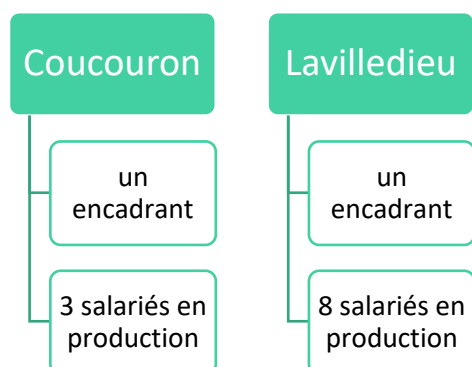 Coucouron
un
encadrant
3 salariés en
production
Lavilledieu
un
encadrant
8 salariés en
production